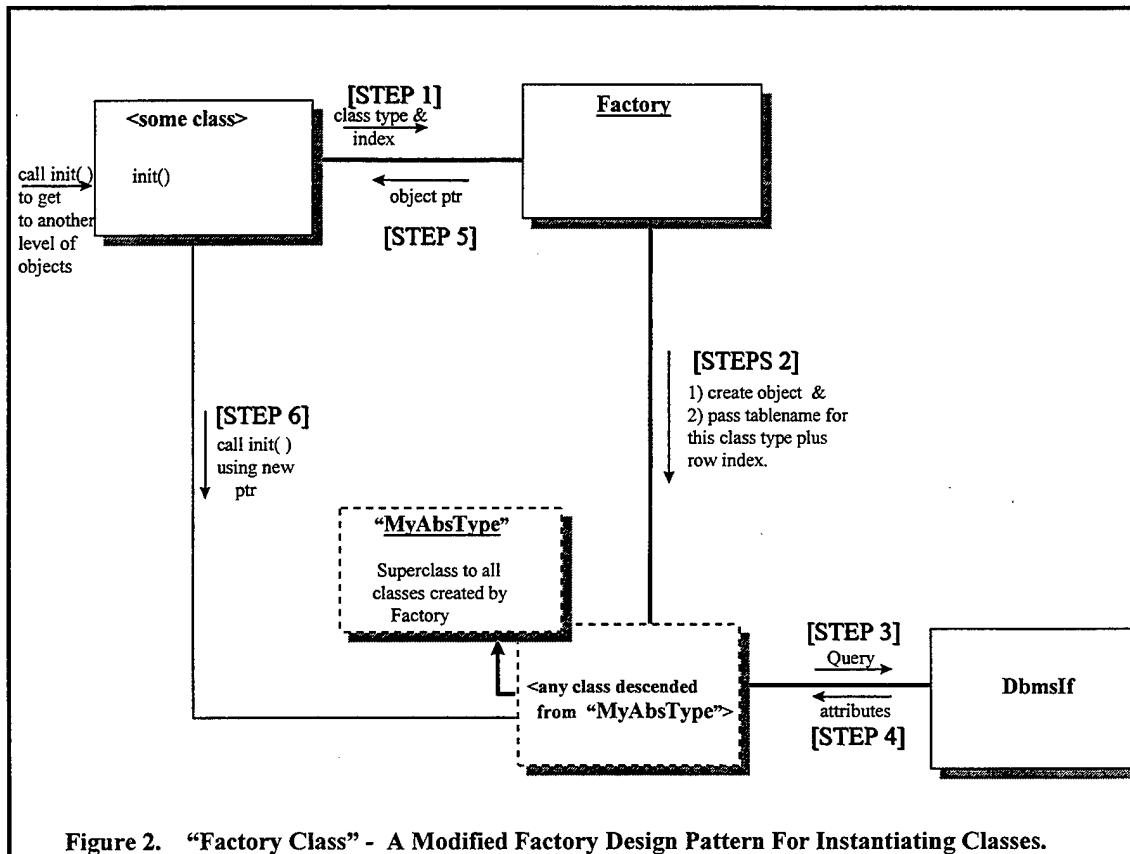 [STEP 1]
class type &
index
<some class>
init()
call init( )
to get
to another
level of
objects
object ptr
[STEP 5]
Factory
[STEPS 2]
1) create object &
2) pass tablename for
this class type plus
row index.
[STEP 6]
call init( )
using new
ptr
“MyAbsType”
Superclass to all
classes created by
Factory
<any class descended
from “MyAbsType”>
[STEP 3]
Query
attributes
[STEP 4]
DbmsIf
Figure 2. “Factory Class” - A Modified Factory Design Pattern For Instantiating Classes.